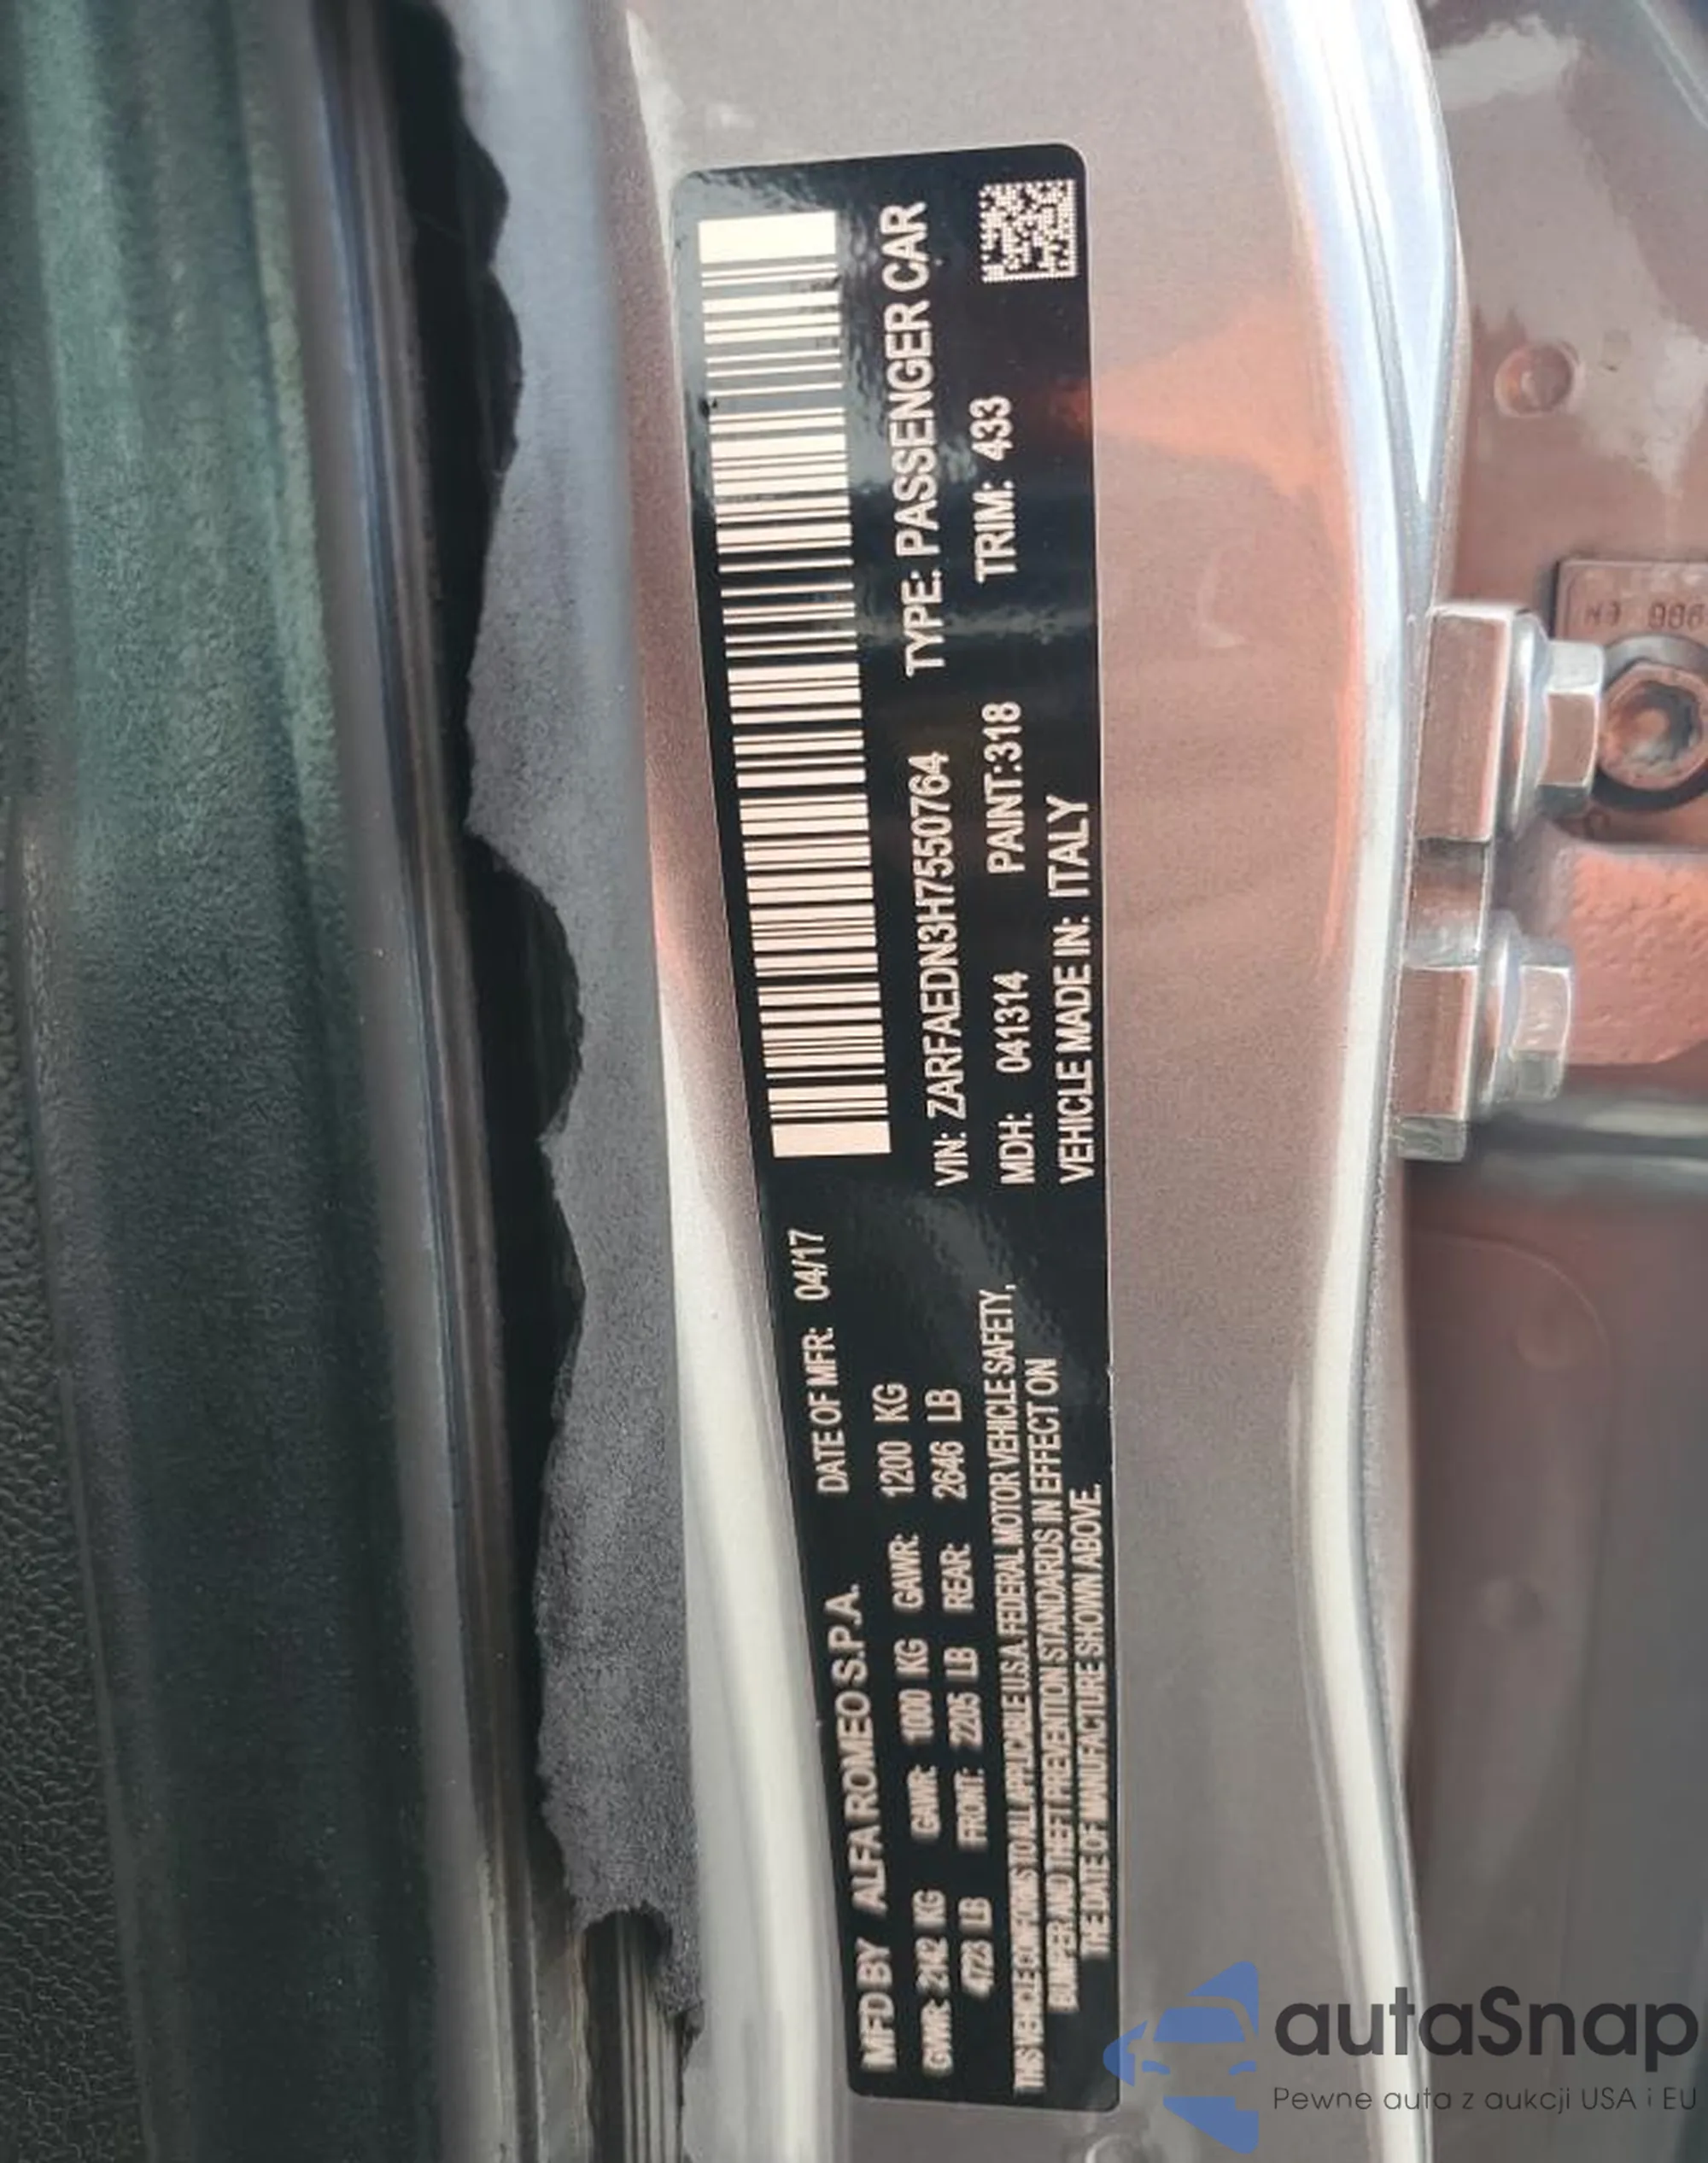 MFD BY ALFA ROMEO S.P.A. DATE OF MFR: 04/17
GVWR: 2142 KG GAWR: 1000 KG GAWR: 1200 KG
4723 LB FRONT: 2205 LB REAR: 2646 LB
THIS VEHICLE CONFORMS TO ALL APPLICABLE U.S.A. FEDERAL MOTOR VEHICLE SAFETY,
BUMPER AND THEFT PREVENTION STANDARDS IN EFFECT ON
THE DATE OF MANUFACTURE SHOWN ABOVE.
VIN: ZARFAEDN3H7550764 TYPE: PASSENGER CAR
MDH: 041314 PAINT:318 TRIM: 433
VEHICLE MADE IN: ITALY
autaSnap
Pewne auta z aukcji USA i EU